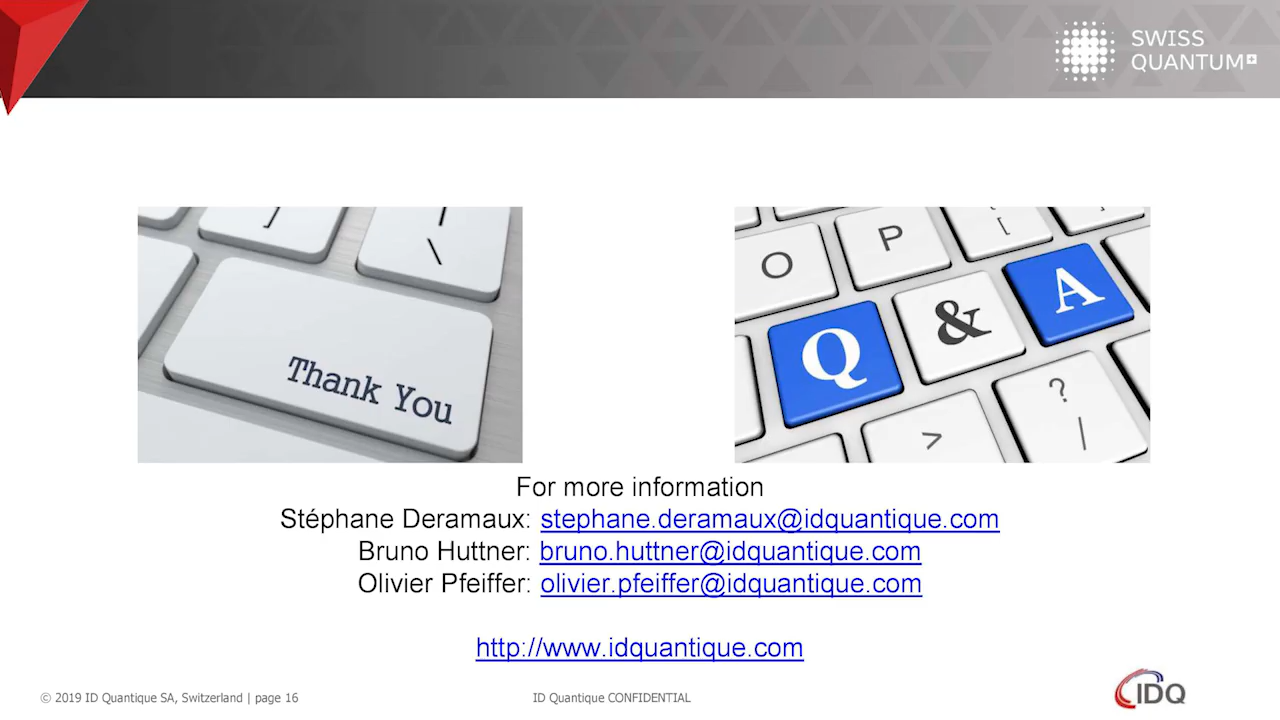 SWISS
QUANTUM
]
\
Thank You
O
P
[
Q & A
?
>
/
For more information
Stéphane Deramaux: stephane.deramaux@idquantique.com
Bruno Huttner: bruno.huttner@idquantique.com
Olivier Pfeiffer: olivier.pfeiffer@idquantique.com
http://www.idquantique.com
© 2019 ID Quantique SA, Switzerland | page 16
ID Quantique CONFIDENTIAL
IDQ